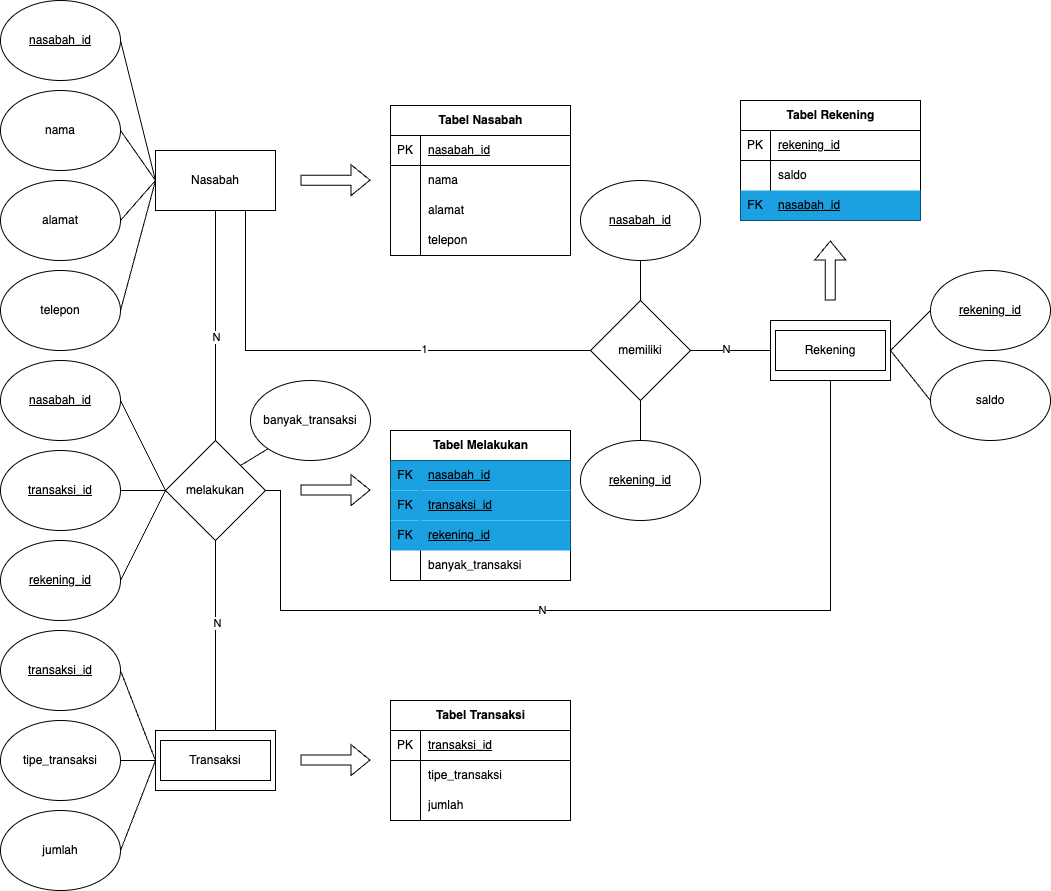 nasabah_id
nama
alamat
telepon
Nasabah
Tabel Nasabah
PK nasabah_id
nama
alamat
telepon
Tabel Rekening
PK rekening_id
saldo
FK nasabah_id
nasabah_id
memiliki
rekening_id
1
N
Rekening
rekening_id
saldo
N
nasabah_id
transaksi_id
rekening_id
banyak_transaksi
melakukan
Tabel Melakukan
FK nasabah_id
FK transaksi_id
FK rekening_id
banyak_transaksi
N
N
transaksi_id
tipe_transaksi
jumlah
Transaksi
Tabel Transaksi
PK transaksi_id
tipe_transaksi
jumlah